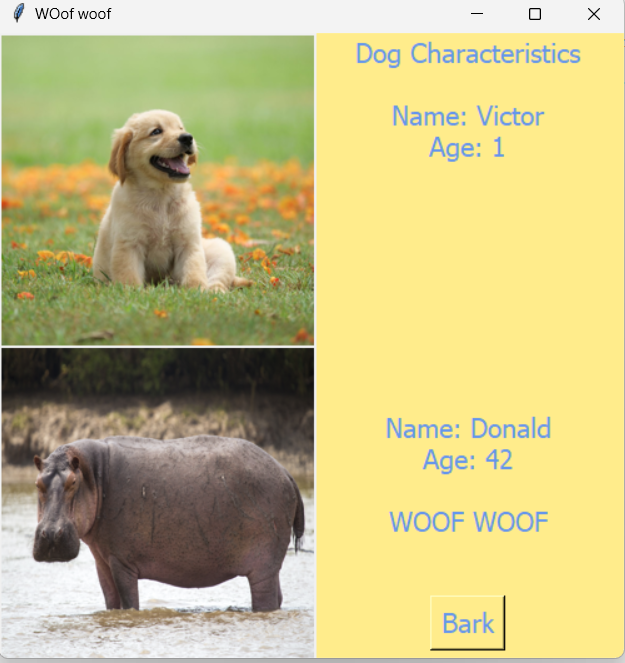 WOof woof
Dog Characteristics
Name: Victor
Age: 1
Name: Donald
Age: 42
WOOF WOOF
Bark